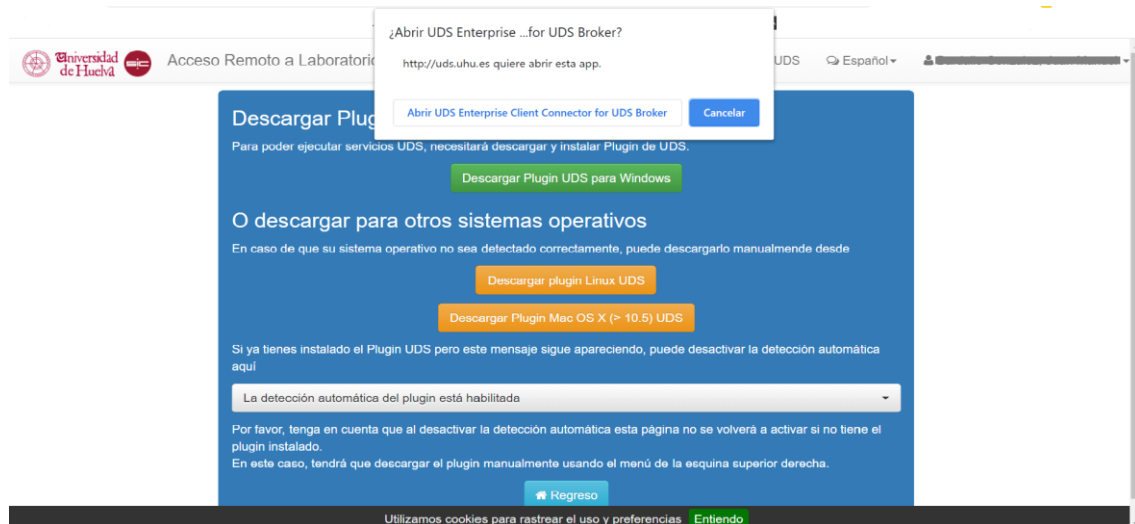 ¿Abrir UDS Enterprise ...for UDS Broker?
http://uds.uhu.es quiere abrir esta app.
Abrir UDS Enterprise Client Connector for UDS Broker
Cancelar
Universidad de Huelva
Acceso Remoto a Laboratorio
UDS
Español
Descargar Plug
Para poder ejecutar servicios UDS, necesitará descargar y instalar Plugin de UDS.
Descargar Plugin UDS para Windows
O descargar para otros sistemas operativos
En caso de que su sistema operativo no sea detectado correctamente, puede descargarlo manualmende desde
Descargar plugin Linux UDS
Descargar Plugin Mac OS X (> 10.5) UDS
Si ya tienes instalado el Plugin UDS pero este mensaje sigue apareciendo, puede desactivar la detección automática
aquí
La detección automática del plugin está habilitada
Por favor, tenga en cuenta que al desactivar la detección automática esta página no se volverá a activar si no tiene el
plugin instalado.
En este caso, tendrá que descargar el plugin manualmente usando el menú de la esquina superior derecha.
Regreso
Utilizamos cookies para rastrear el uso y preferencias Entiendo